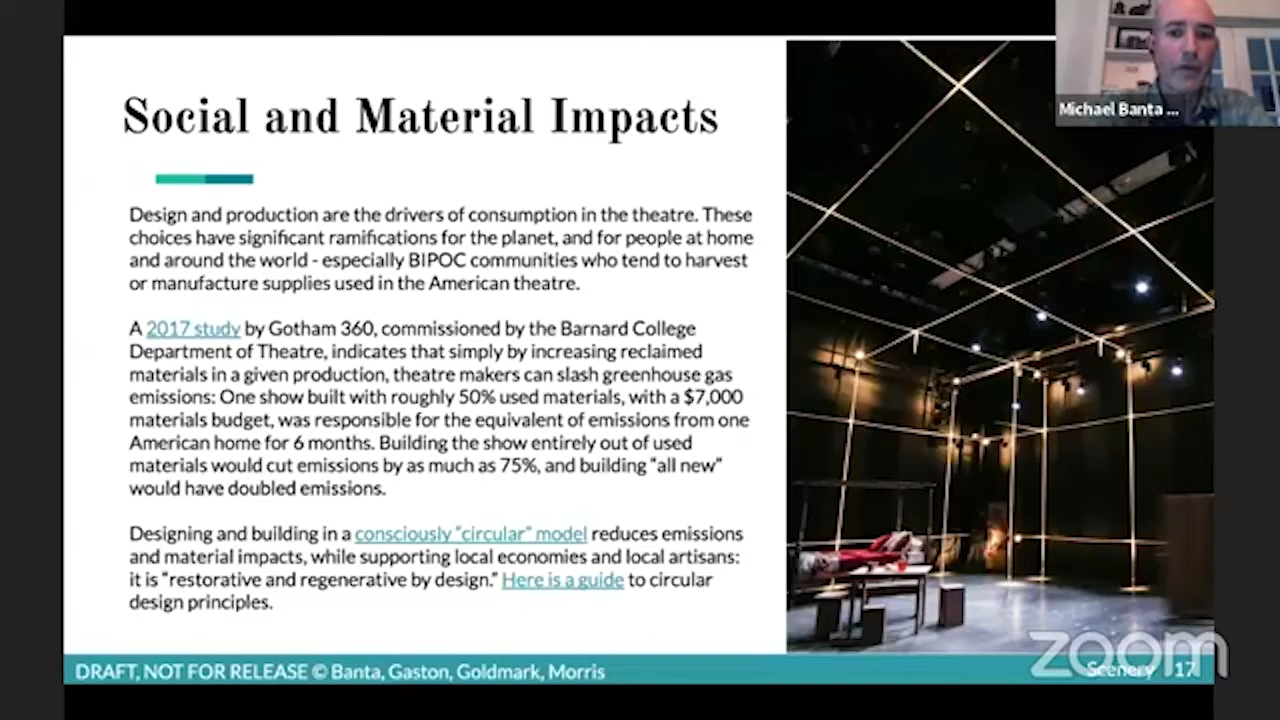 Michael Banta ...
Social and Material Impacts
Design and production are the drivers of consumption in the theatre. These
choices have significant ramifications for the planet, and for people at home
and around the world - especially BIPOC communities who tend to harvest
or manufacture supplies used in the American theatre.
A 2017 study by Gotham 360, commissioned by the Barnard College
Department of Theatre, indicates that simply by increasing reclaimed
materials in a given production, theatre makers can slash greenhouse gas
emissions: One show built with roughly 50% used materials, with a $7,000
materials budget, was responsible for the equivalent of emissions from one
American home for 6 months. Building the show entirely out of used
materials would cut emissions by as much as 75%, and building “all new”
would have doubled emissions.
Designing and building in a consciously “circular” model reduces emissions
and material impacts, while supporting local economies and local artisans:
it is “restorative and regenerative by design.” Here is a guide to circular
design principles.
DRAFT, NOT FOR RELEASE © Banta, Gaston, Goldmark, Morris
Scenery 17
zoom